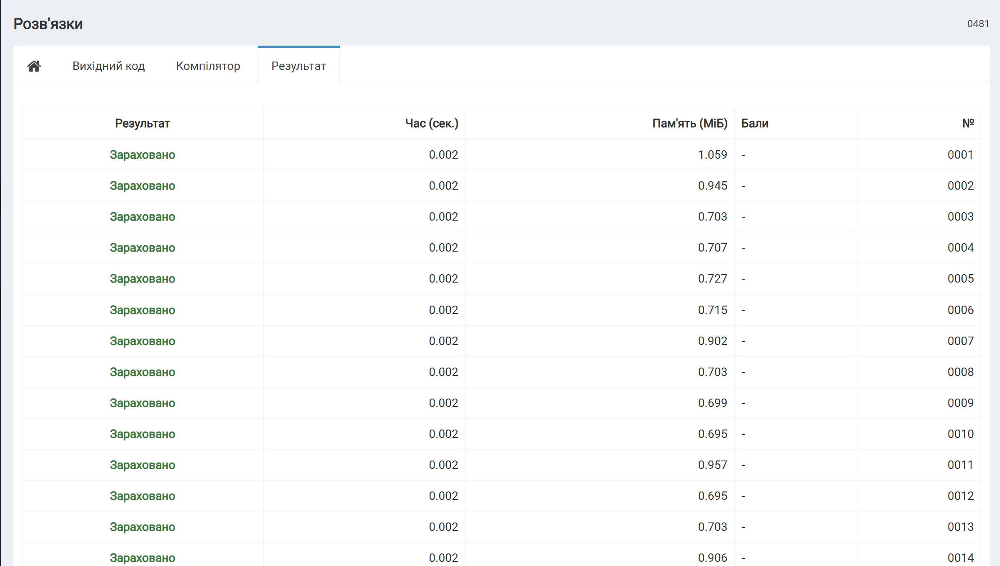 Розв'язки 0481
Вихідний код Компілятор Результат
Результат Час (сек.) Пам'ять (МіБ) Бали №
Зараховано 0.002 1.059 - 0001
Зараховано 0.002 0.945 - 0002
Зараховано 0.002 0.703 - 0003
Зараховано 0.002 0.707 - 0004
Зараховано 0.002 0.727 - 0005
Зараховано 0.002 0.715 - 0006
Зараховано 0.002 0.902 - 0007
Зараховано 0.002 0.703 - 0008
Зараховано 0.002 0.699 - 0009
Зараховано 0.002 0.695 - 0010
Зараховано 0.002 0.957 - 0011
Зараховано 0.002 0.695 - 0012
Зараховано 0.002 0.703 - 0013
Зараховано 0.002 0.906 - 0014